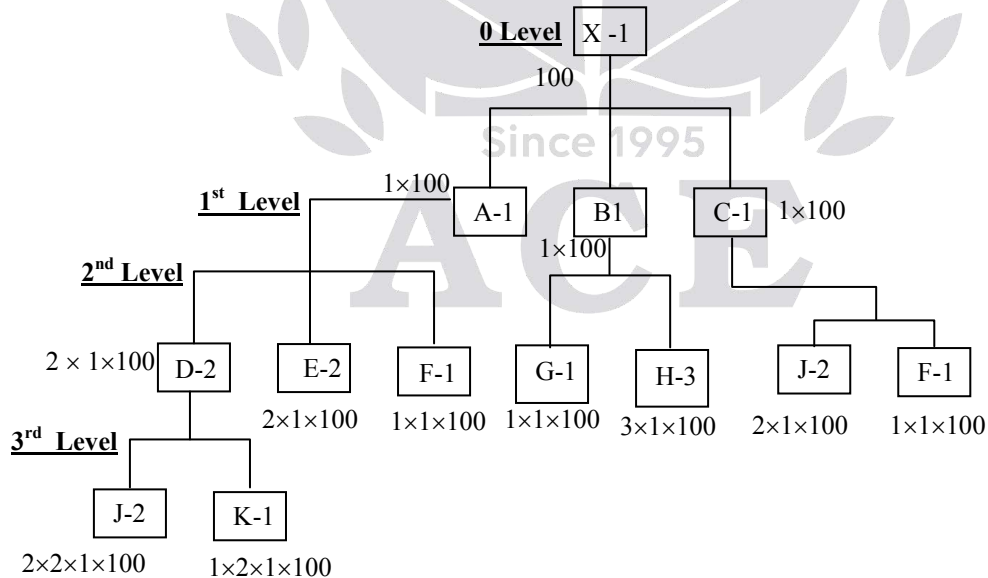 0 Level X -1
100
Since 1995
ACE
1st Level 1×100 A-1 B1 C-1 1×100
1×100
2nd Level
2 × 1×100 D-2 E-2 F-1 G-1 H-3 J-2 F-1
2×1×100 1×1×100 1×1×100 3×1×100 2×1×100 1×1×100
3rd Level
J-2 K-1
2×2×1×100 1×2×1×100